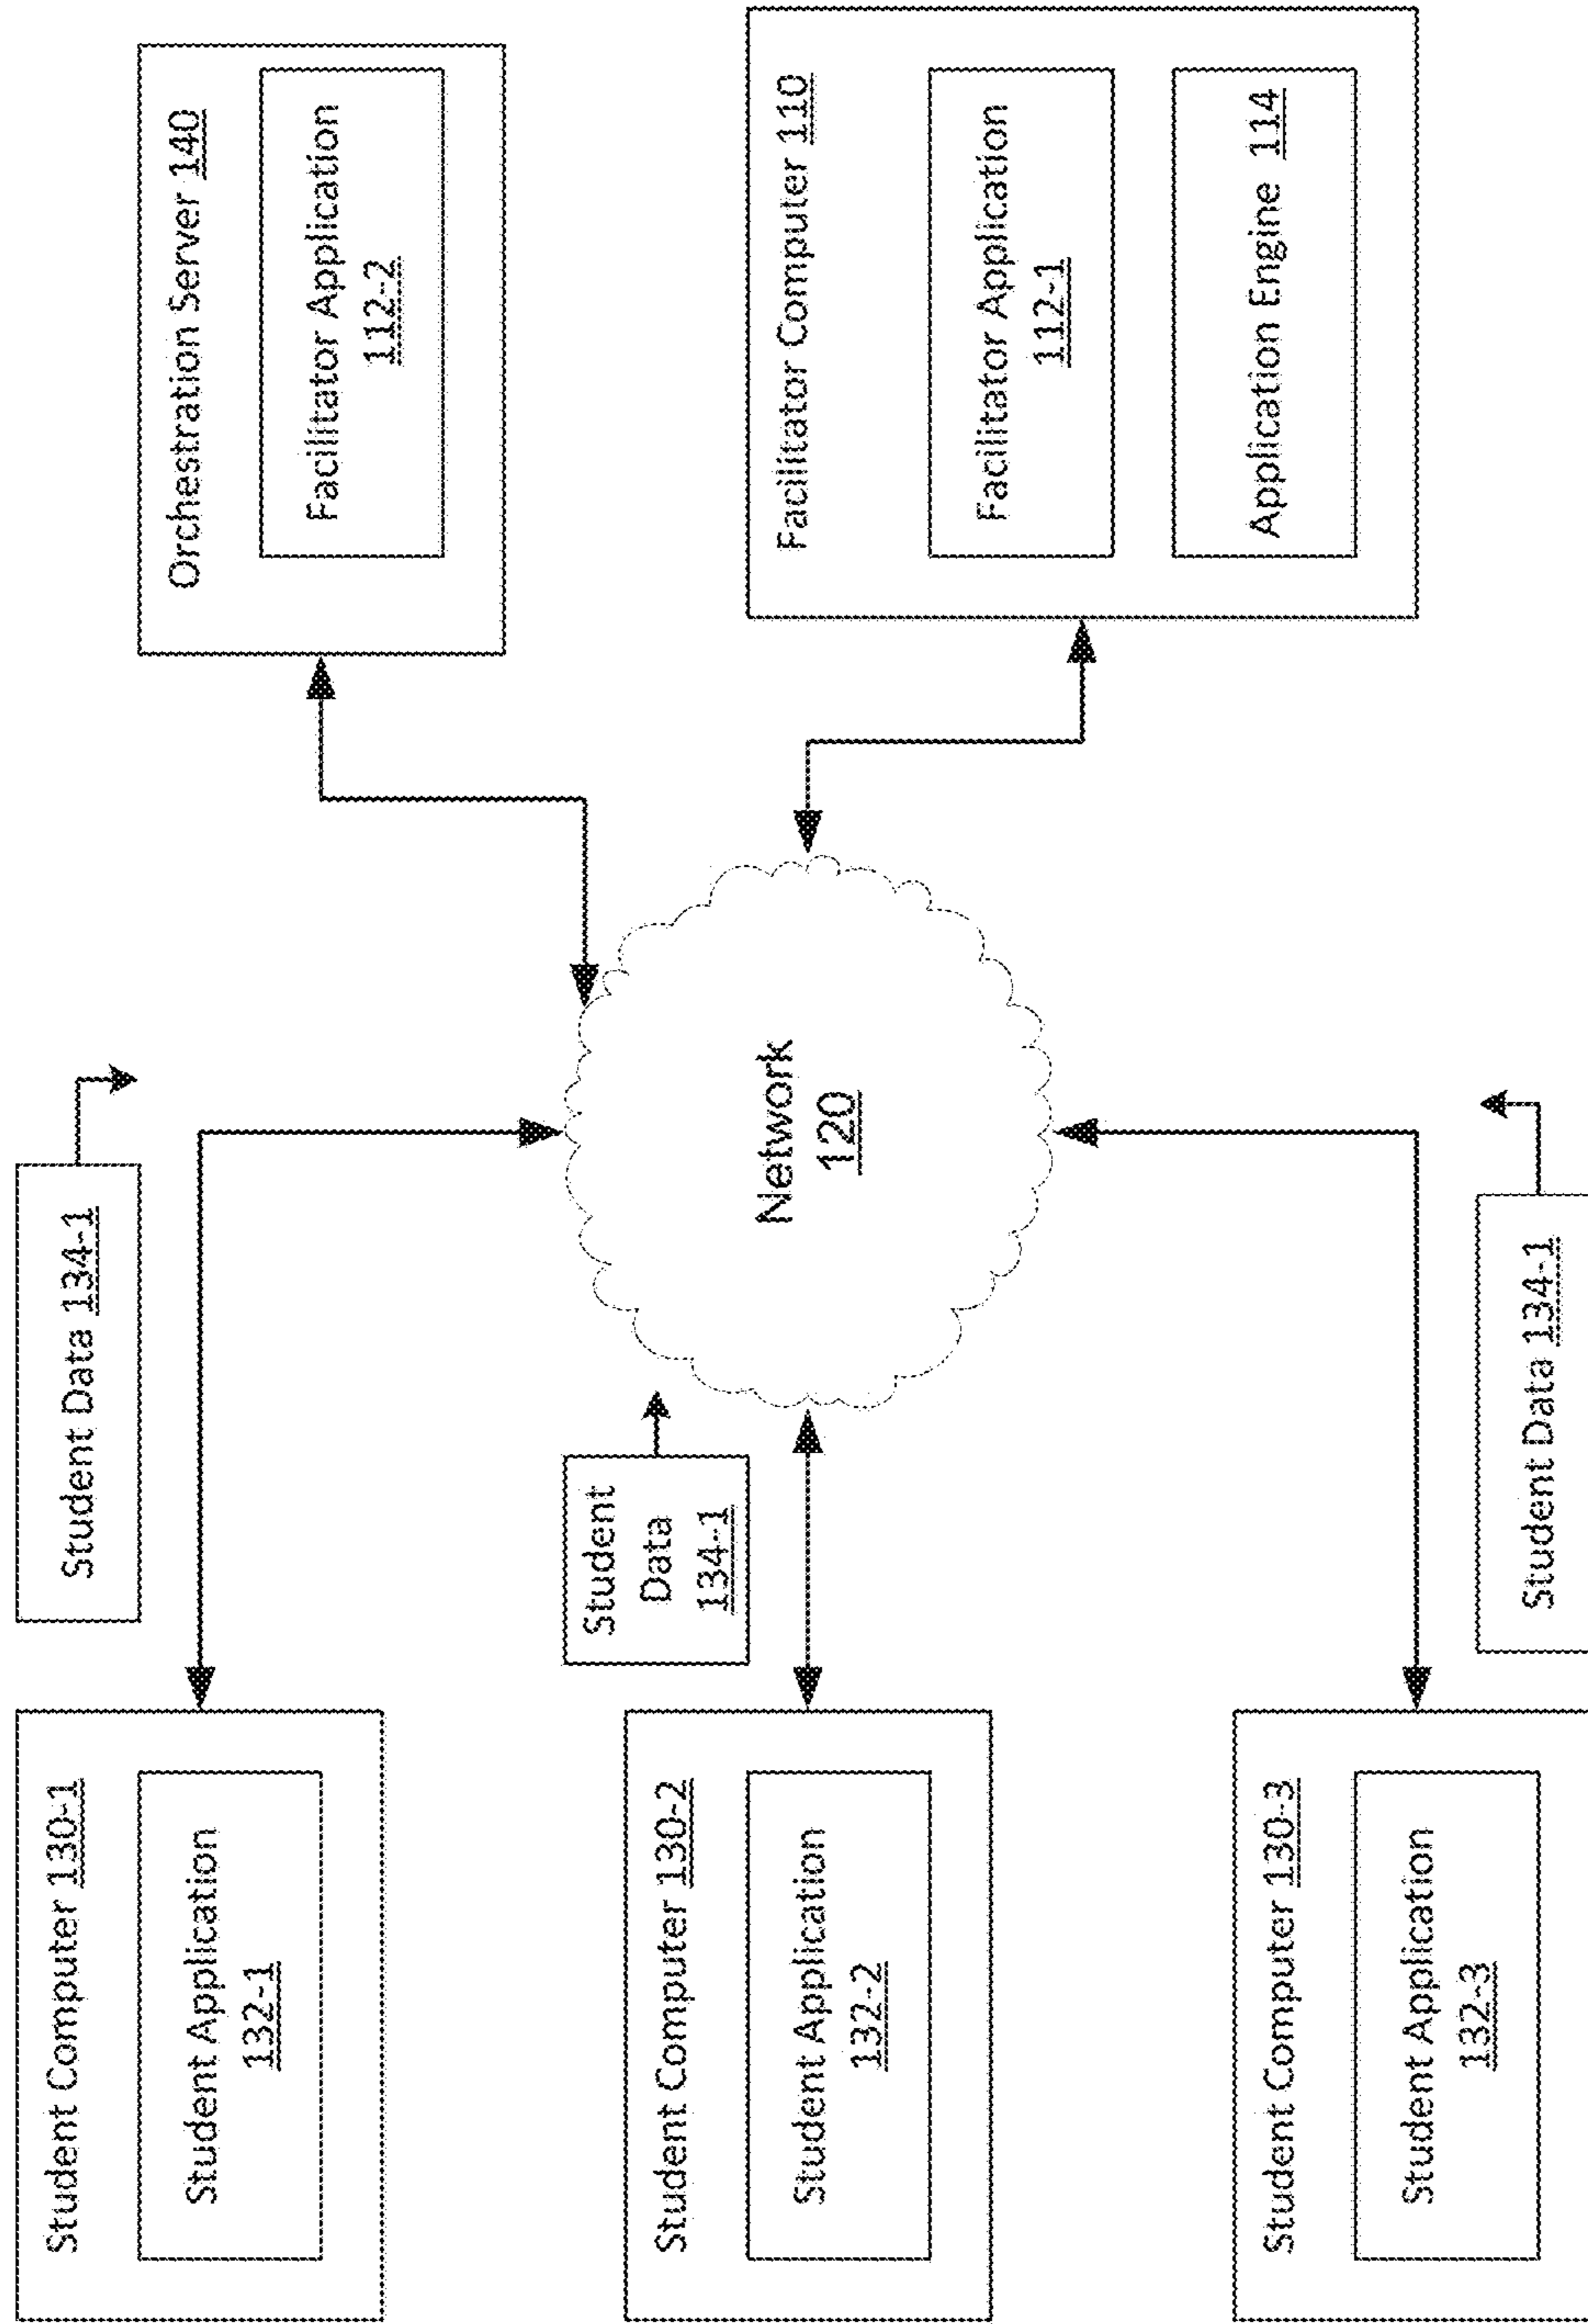 Student Computer 130-1
Student Application
132-1
Student Data 134-1
Orchestration Server 140
Facilitator Application
112-2
Student Computer 130-2
Student Application
132-2
Student
Data
134-1
Network
120
Facilitator Computer 110
Facilitator Application
112-1
Application Engine 114
Student Computer 130-3
Student Application
132-3
Student Data 134-1